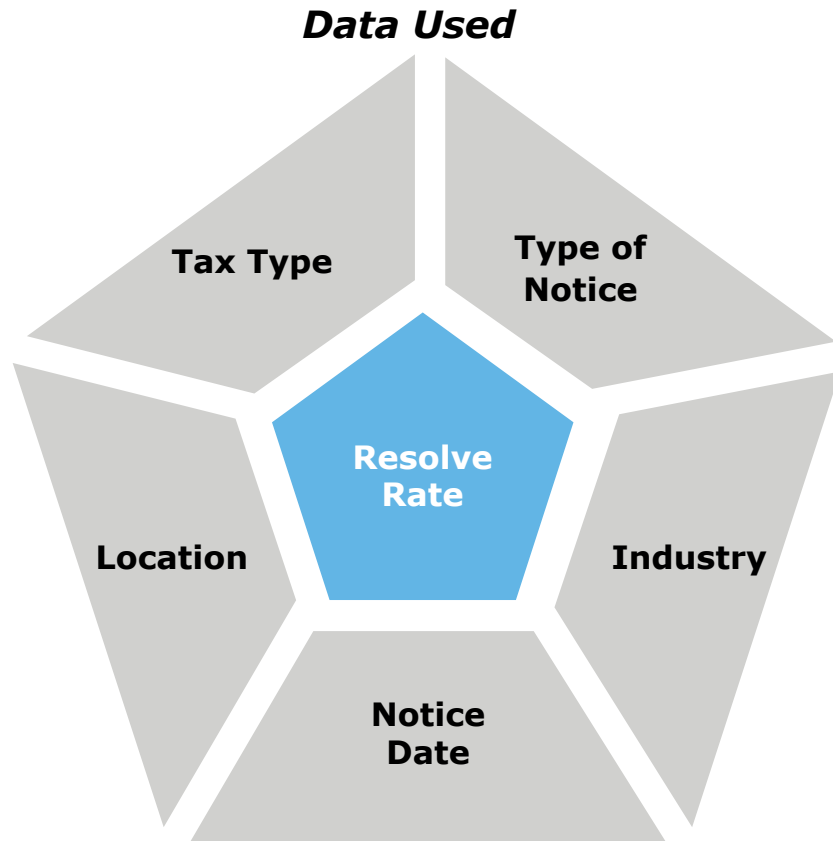 Data Used
Tax Type
Type of
Notice
Resolve
Rate
Location
Industry
Notice
Date